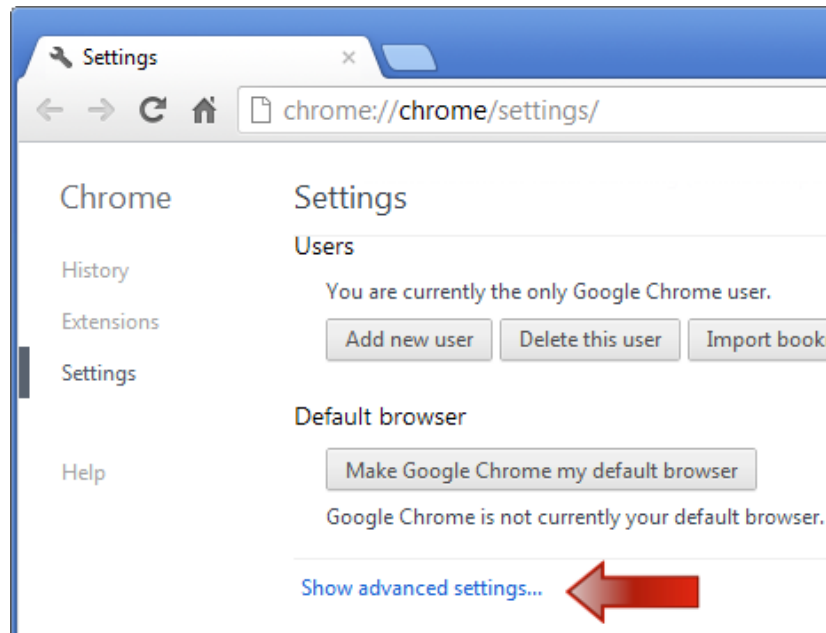 Settings
chrome://chrome/settings/
Chrome
History
Extensions
Settings
Help
Settings
Users
You are currently the only Google Chrome user.
Add new user Delete this user Import book
Default browser
Make Google Chrome my default browser
Google Chrome is not currently your default browser.
Show advanced settings...